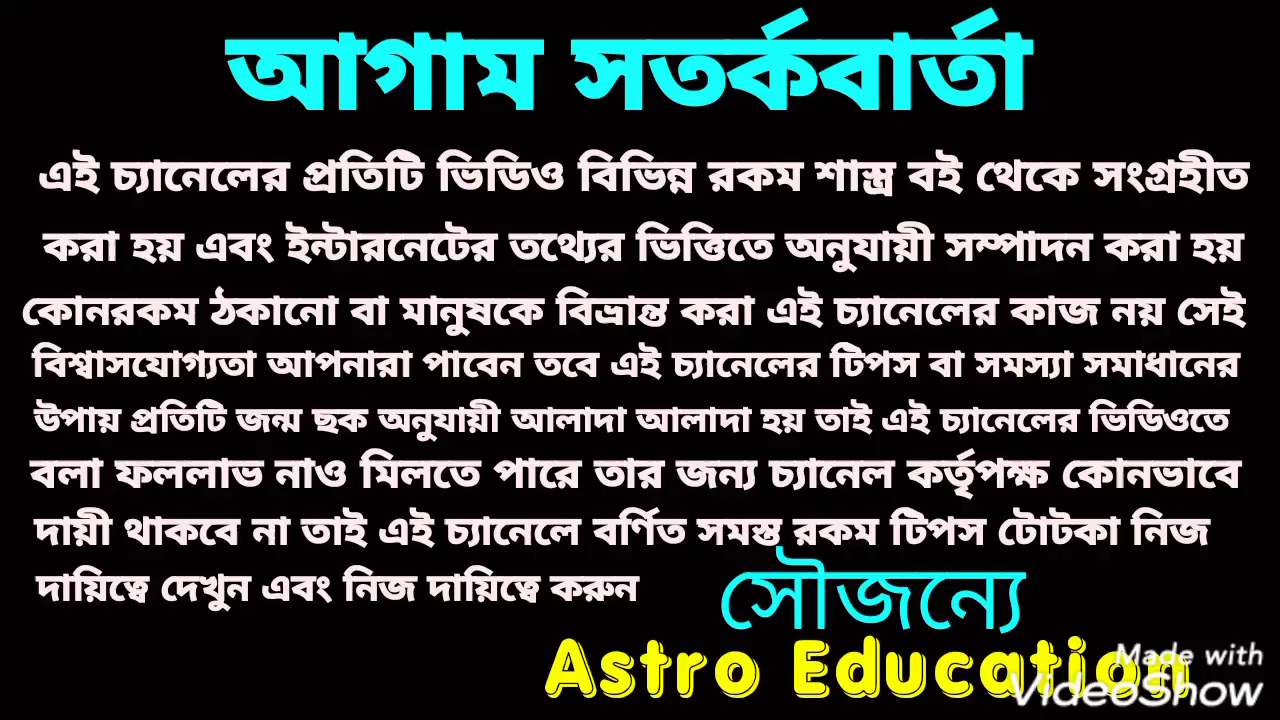 আগাম সতর্কবার্তা
এই চ্যানেলের প্রতিটি ভিডিও বিভিন্ন রকম শাস্ত্র বই থেকে সংগ্রহীত
করা হয় এবং ইন্টারনেটের তথ্যের ভিত্তিতে অনুযায়ী সম্পাদন করা হয়
কোনরকম ঠকানো বা মানুষকে বিভ্রান্ত করা এই চ্যানেলের কাজ নয় সেই
বিশ্বাসযোগ্যতা আপনারা পাবেন তবে এই চ্যানেলের টিপস বা সমস্যা সমাধানের
উপায় প্রতিটি জন্ম ছক অনুযায়ী আলাদা আলাদা হয় তাই এই চ্যানেলের ভিডিওতে
বলা ফললাভ নাও মিলতে পারে তার জন্য চ্যানেল কর্তৃপক্ষ কোনভাবে
দায়ী থাকবে না তাই এই চ্যানেলে বর্ণিত সমস্ত রকম টিপস টোটকা নিজ
দায়িত্বে দেখুন এবং নিজ দায়িত্বে করুন
সৌজন্যে
Astro Education
Made with
VideoShow